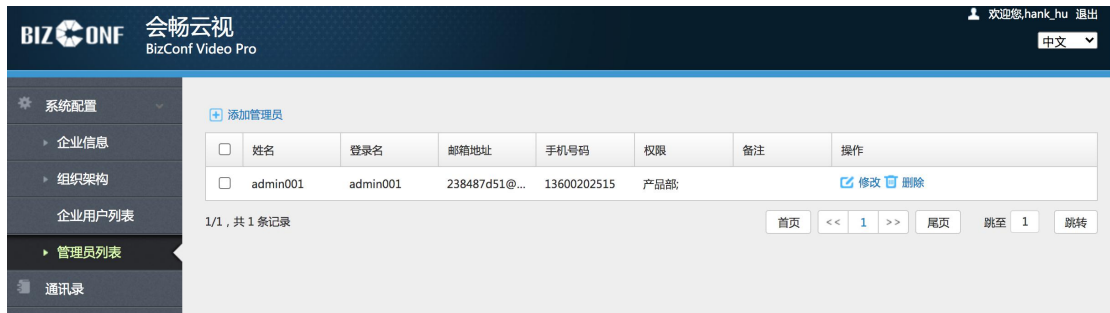 欢迎您,hank_hu 退出
BIZCONF 会畅云视
BizConf Video Pro
中文
系统配置
企业信息
组织架构
企业用户列表
管理员列表
通讯录
添加管理员
姓名 登录名 邮箱地址 手机号码 权限 备注 操作
admin001 admin001 238487d51@... 13600202515 产品部; 修改 删除
1/1 , 共 1 条记录 首页 << 1 >> 尾页 跳至 1 跳转